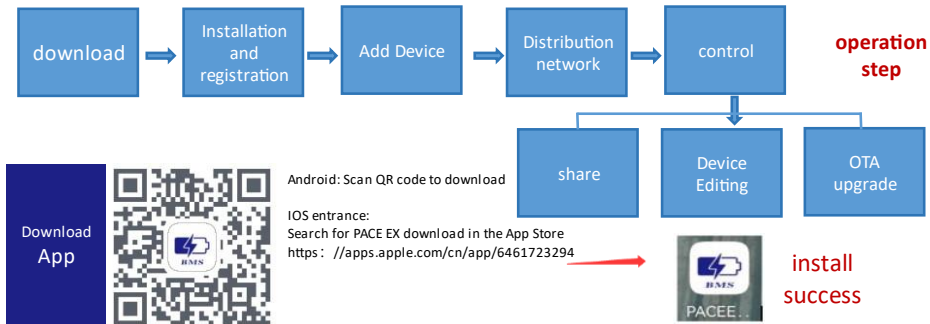 download
Installation
and
registration
Add Device
Distribution
network
control
operation
step
share
Device
Editing
OTA
upgrade
Download
App
BMS
Android: Scan QR code to download
IOS entrance:
Search for PACE EX download in the App Store
https：//apps.apple.com/cn/app/6461723294
BMS
PACEE..
install
success